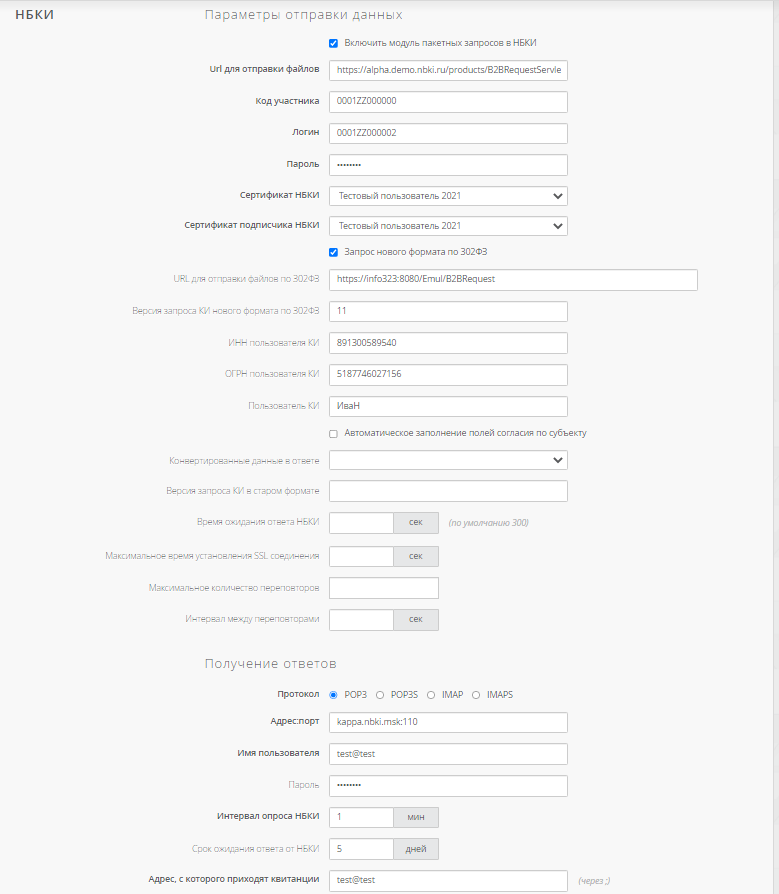 НБКИ
Параметры отправки данных
Включить модуль пакетных запросов в НБКИ
Url для отправки файлов https://alpha.demo.nbki.ru/products/B2BRequestServle
Код участника 0001ZZ000000
Логин 0001ZZ000002
Пароль ••••••••
Сертификат НБКИ Тестовый пользователь 2021
Сертификат подписчика НБКИ Тестовый пользователь 2021
Запрос нового формата по 302ФЗ
URL для отправки файлов по 302ФЗ https://info323:8080/Emul/B2BRequest
Версия запроса КИ нового формата по 302ФЗ 11
ИНН пользователя КИ 891300589540
ОГРН пользователя КИ 5187746027156
Пользователь КИ ИваН
Автоматическое заполнение полей согласия по субъекту
Конвертированные данные в ответе
Версия запроса КИ в старом формате
Время ожидания ответа НБКИ сек (по умолчанию 300)
Максимальное время установления SSL соединения сек
Максимальное количество переповторов
Интервал между переповторами сек
Получение ответов
Протокол POP3 POP3S IMAP IMAPS
Адрес:порт kappa.nbki.msk:110
Имя пользователя test@test
Пароль ••••••••
Интервал опроса НБКИ 1 мин
Срок ожидания ответа от НБКИ 5 дней
Адрес, с которого приходят квитанции test@test (через ;)